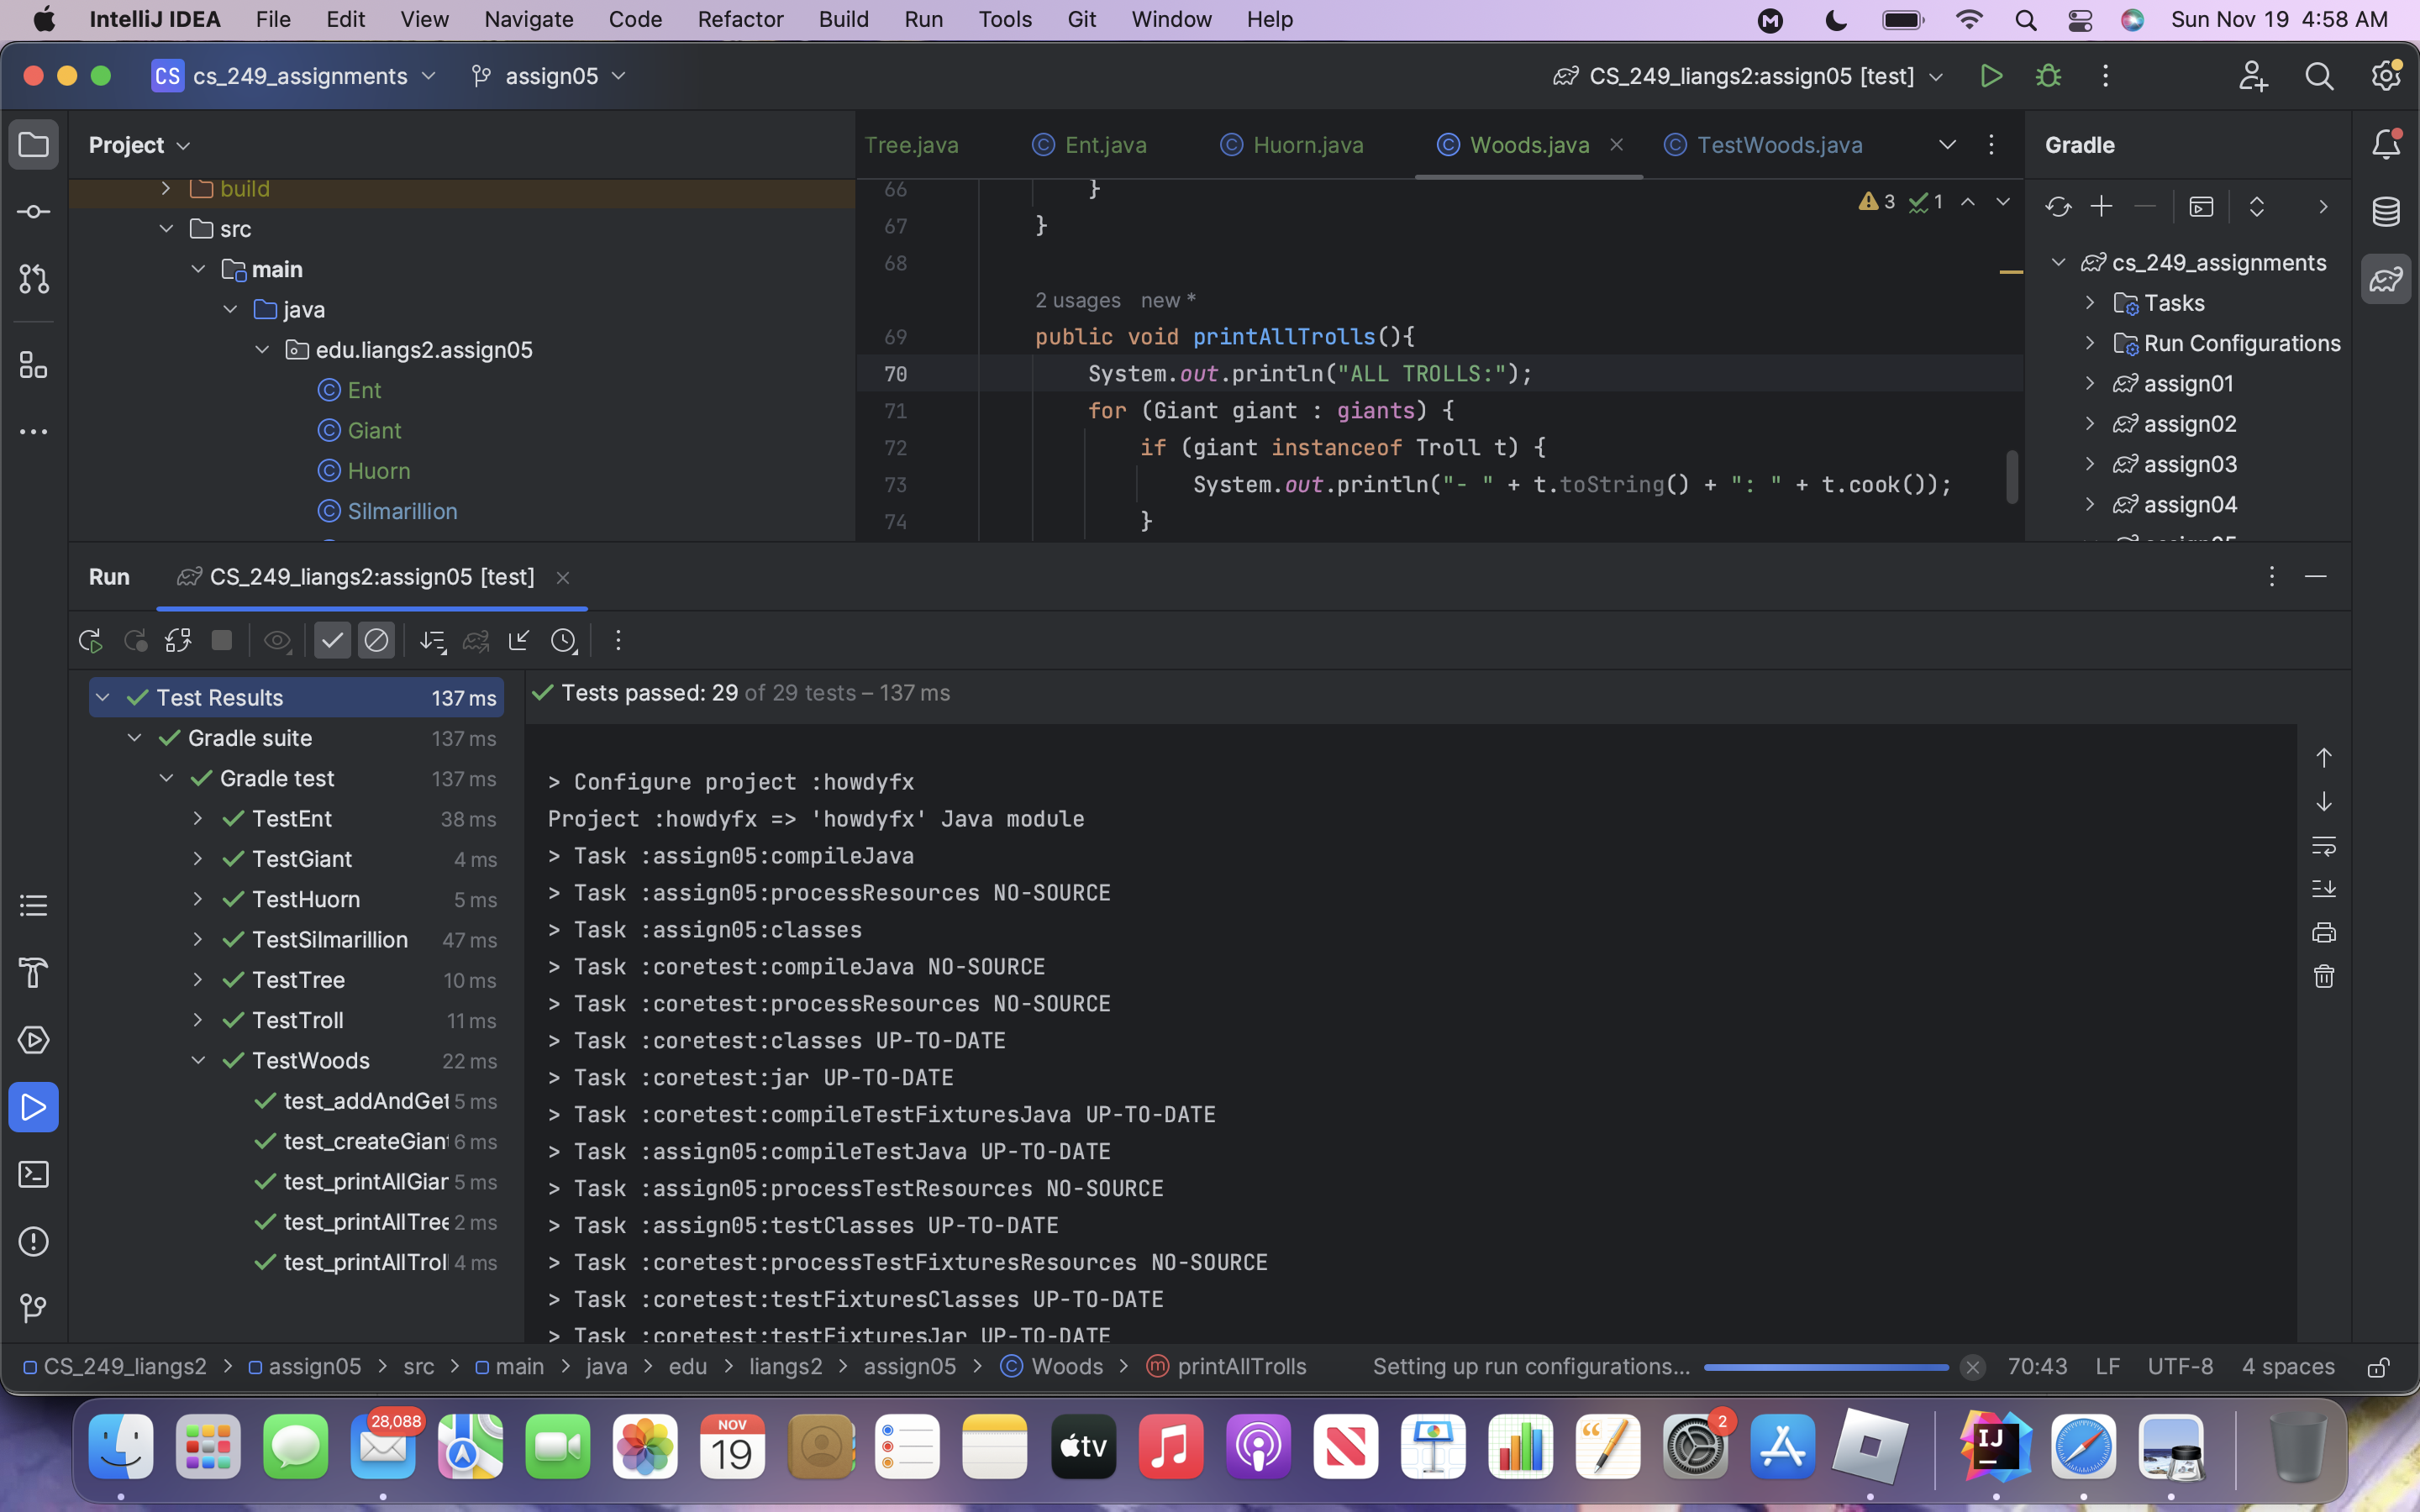 IntelliJ IDEA File Edit View Navigate Code Refactor Build Run Tools Git Window Help Sun Nov 19 4:58 AM
CS cs_249_assignments assign05 CS_249_liangs2:assign05 [test]
Project
build
src
main
java
edu.liangs2.assign05
Ent
Giant
Huorn
Silmarillion
Tree.java Ent.java Huorn.java Woods.java TestWoods.java
3 1
66 }
67 }
68
2 usages new *
69 public void printAllTrolls(){
70 System.out.println("ALL TROLLS:");
71 for (Giant giant : giants) {
72 if (giant instanceof Troll t) {
73 System.out.println("- " + t.toString() + ": " + t.cook());
74 }
Gradle
cs_249_assignments
Tasks
Run Configurations
assign01
assign02
assign03
assign04
Run CS_249_liangs2:assign05 [test]
Test Results 137 ms
Gradle suite 137 ms
Gradle test 137 ms
TestEnt 38 ms
TestGiant 4 ms
TestHuorn 5 ms
TestSilmarillion 47 ms
TestTree 10 ms
TestTroll 11 ms
TestWoods 22 ms
test_addAndGet 5 ms
test_createGian 6 ms
test_printAllGiar 5 ms
test_printAllTree 2 ms
test_printAllTrol 4 ms
Tests passed: 29 of 29 tests – 137 ms
> Configure project :howdyfx
Project :howdyfx => 'howdyfx' Java module
> Task :assign05:compileJava
> Task :assign05:processResources NO-SOURCE
> Task :assign05:classes
> Task :coretest:compileJava NO-SOURCE
> Task :coretest:processResources NO-SOURCE
> Task :coretest:classes UP-TO-DATE
> Task :coretest:jar UP-TO-DATE
> Task :coretest:compileTestFixturesJava UP-TO-DATE
> Task :assign05:compileTestJava UP-TO-DATE
> Task :assign05:processTestResources NO-SOURCE
> Task :assign05:testClasses UP-TO-DATE
> Task :coretest:processTestFixturesResources NO-SOURCE
> Task :coretest:testFixturesClasses UP-TO-DATE
> Task :coretest:testFixturesJar UP-TO-DATE
CS_249_liangs2 > assign05 > src > main > java > edu > liangs2 > assign05 > Woods > printAllTrolls Setting up run configurations... 70:43 LF UTF-8 4 spaces
28,088
NOV
19
tv
2
IJ